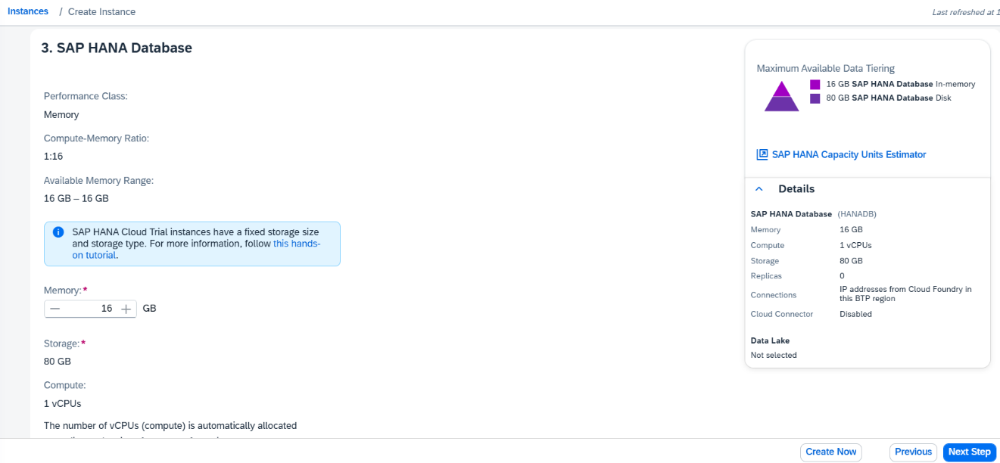 Instances / Create Instance
Last refreshed at 1
3. SAP HANA Database
Performance Class:
Memory
Compute-Memory Ratio:
1:16
Available Memory Range:
16 GB – 16 GB
SAP HANA Cloud Trial instances have a fixed storage size
and storage type. For more information, follow this hands-
on tutorial.
Memory:*
16 GB
Storage:*
80 GB
Compute:
1 vCPUs
The number of vCPUs (compute) is automatically allocated
Maximum Available Data Tiering
16 GB SAP HANA Database In-memory
80 GB SAP HANA Database Disk
SAP HANA Capacity Units Estimator
Details
SAP HANA Database (HANADB)
Memory 16 GB
Compute 1 vCPUs
Storage 80 GB
Replicas 0
Connections IP addresses from Cloud Foundry in
this BTP region
Cloud Connector Disabled
Data Lake
Not selected
Create Now
Previous
Next Step